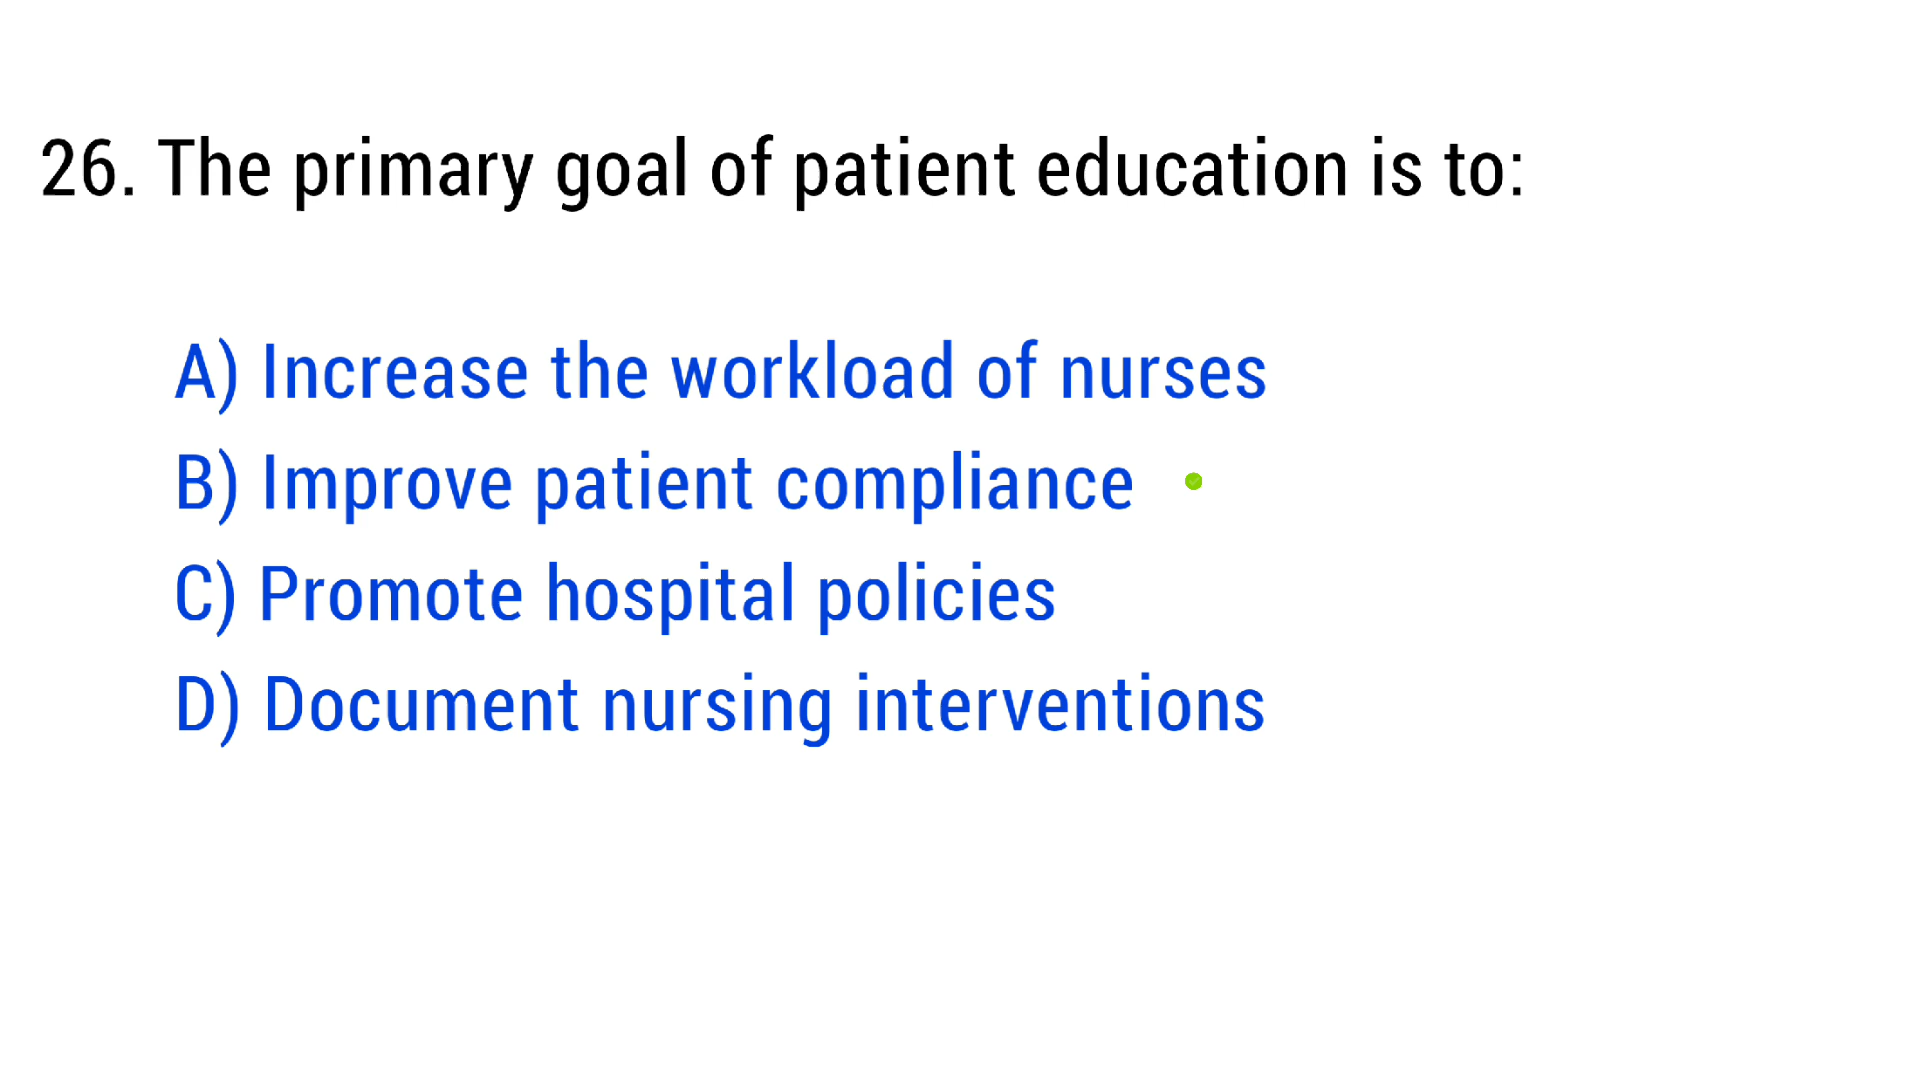 26. The primary goal of patient education is to:
A) Increase the workload of nurses
B) Improve patient compliance
C) Promote hospital policies
D) Document nursing interventions